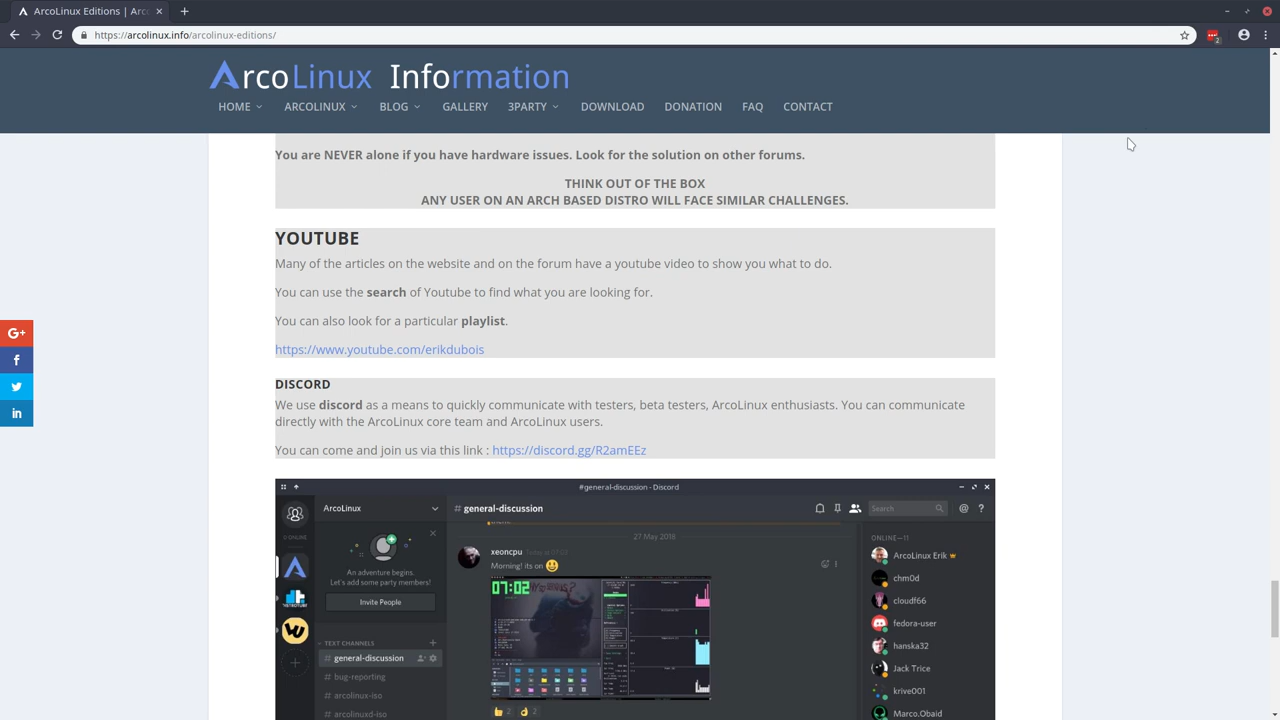 ArcoLinux Editions | Arc
https://arcolinux.info/arcolinux-editions/
ArcoLinux Information
HOME ARCOLINUX BLOG GALLERY 3PARTY DOWNLOAD DONATION FAQ CONTACT
You are NEVER alone if you have hardware issues. Look for the solution on other forums.
THINK OUT OF THE BOX
ANY USER ON AN ARCH BASED DISTRO WILL FACE SIMILAR CHALLENGES.
YOUTUBE
Many of the articles on the website and on the forum have a youtube video to show you what to do.
You can use the search of Youtube to find what you are looking for.
You can also look for a particular playlist.
https://www.youtube.com/erikdubois
DISCORD
We use discord as a means to quickly communicate with testers, beta testers, ArcoLinux enthusiasts. You can communicate
directly with the ArcoLinux core team and ArcoLinux users.
You can come and join us via this link : https://discord.gg/R2amEEz
#general-discussion - Discord
ArcoLinux
# general-discussion
Search
0 ONLINE
An adventure begins.
Let's add some party members!
Invite People
TEXT CHANNELS
# general-discussion
# bug-reporting
# arcolinux-iso
# arcolinuxd-iso
27 May 2018
xeoncpu
Morning! its on
07:02
2 2
ONLINE—11
ArcoLinux Erik
chm0d
cloudf66
fedora-user
hanska32
Jack Trice
krive001
Marco.Obaid
G+
f
in
2